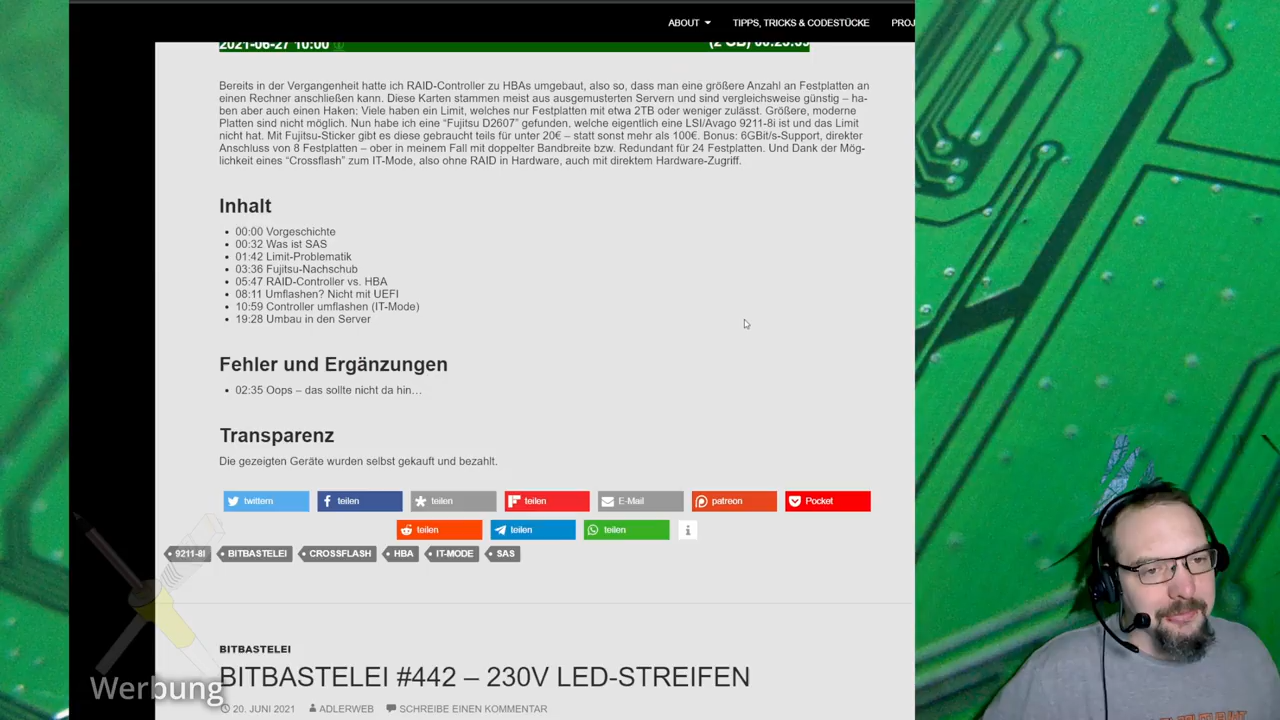 ABOUT TIPPS, TRICKS & CODESTÜCKE PROJ
2021-06-27 10:00 (2 GB) 00:23:09
Bereits in der Vergangenheit hatte ich RAID-Controller zu HBAs umgebaut, also so, dass man eine größere Anzahl an Festplatten an
einen Rechner anschließen kann. Diese Karten stammen meist aus ausgemusterten Servern und sind vergleichsweise günstig – ha-
ben aber auch einen Haken: Viele haben ein Limit, welches nur Festplatten mit etwa 2TB oder weniger zulässt. Größere, moderne
Platten sind nicht möglich. Nun habe ich eine “Fujitsu D2607” gefunden, welche eigentlich eine LSI/Avago 9211-8i ist und das Limit
nicht hat. Mit Fujitsu-Sticker gibt es diese gebraucht teils für unter 20€ – statt sonst mehr als 100€. Bonus: 6GBit/s-Support, direkter
Anschluss von 8 Festplatten – ober in meinem Fall mit doppelter Bandbreite bzw. Redundant für 24 Festplatten. Und Dank der Mög-
lichkeit eines “Crossflash” zum IT-Mode, also ohne RAID in Hardware, auch mit direktem Hardware-Zugriff.
Inhalt
• 00:00 Vorgeschichte
• 00:32 Was ist SAS
• 01:42 Limit-Problematik
• 03:36 Fujitsu-Nachschub
• 05:47 RAID-Controller vs. HBA
• 08:11 Umflashen? Nicht mit UEFI
• 10:59 Controller umflashen (IT-Mode)
• 19:28 Umbau in den Server
Fehler und Ergänzungen
• 02:35 Oops – das sollte nicht da hin…
Transparenz
Die gezeigten Geräte wurden selbst gekauft und bezahlt.
twittern teilen teilen teilen E-Mail patreon Pocket
teilen teilen teilen
9211-8I BITBASTELEI CROSSFLASH HBA IT-MODE SAS
BITBASTELEI
BITBASTELEI #442 – 230V LED-STREIFEN
20. JUNI 2021 ADLERWEB SCHREIBE EINEN KOMMENTAR
Werbung